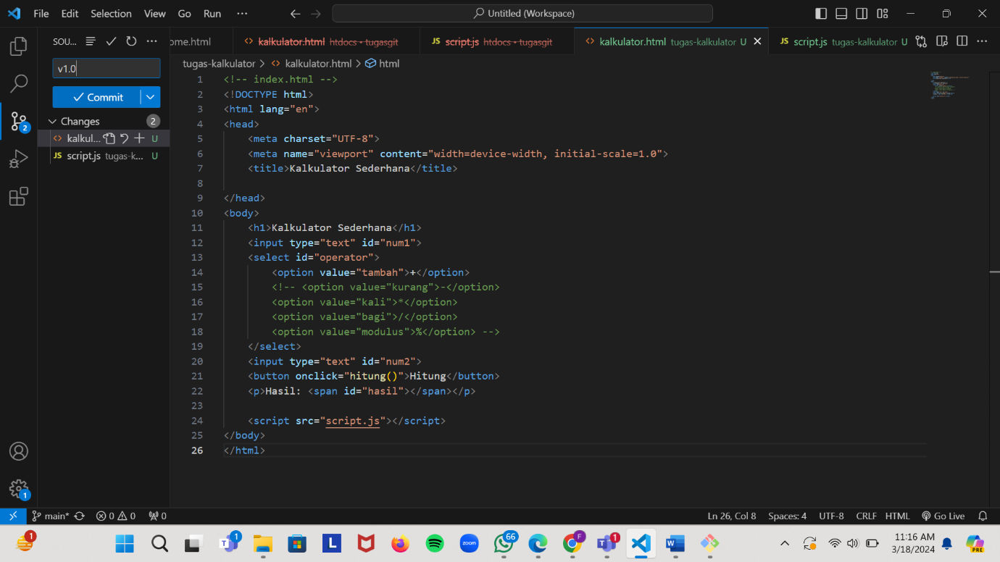 File Edit Selection View Go Run ··· Untitled (Workspace)
SOU... ome.html kalkulator.html htdocs • tugasgit JS script.js htdocs • tugasgit kalkulator.html tugas-kalkulator U JS script.js tugas-kalkulator U
v1.0
Commit
Changes 2
kalkul... U
JS script.js tugas-k... U
2
1
tugas-kalkulator > kalkulator.html > html
1 <!-- index.html -->
2 <!DOCTYPE html>
3 <html lang="en">
4 <head>
5 <meta charset="UTF-8">
6 <meta name="viewport" content="width=device-width, initial-scale=1.0">
7 <title>Kalkulator Sederhana</title>
8
9 </head>
10 <body>
11 <h1>Kalkulator Sederhana</h1>
12 <input type="text" id="num1">
13 <select id="operator">
14 <option value="tambah">+</option>
15 <!-- <option value="kurang">-</option>
16 <option value="kali">*</option>
17 <option value="bagi">/</option>
18 <option value="modulus">%</option> -->
19 </select>
20 <input type="text" id="num2">
21 <button onclick="hitung()">Hitung</button>
22 <p>Hasil: <span id="hasil"></span></p>
23
24 <script src="script.js"></script>
25 </body>
26 </html>
main* 0 0 0 Ln 26, Col 8 Spaces: 4 UTF-8 CRLF HTML Go Live
1 T 1 L zoom 66 F 1 W PRE
11:16 AM
3/18/2024